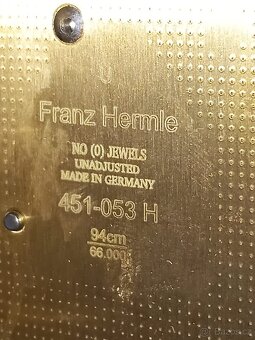 Franz Hermle
NO (0) JEWELS
UNADJUSTED
MADE IN GERMANY
451-053 H
94cm
66.000